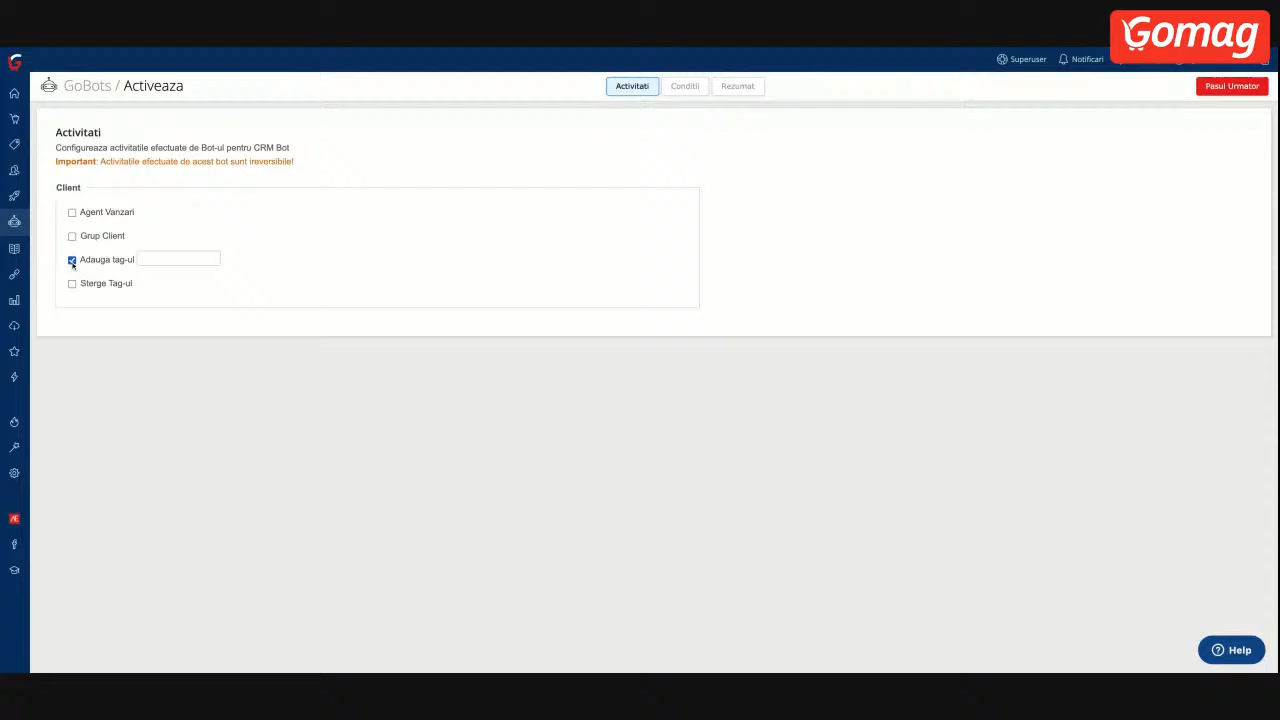 Gomag
Superuser
Notificari
GoBots / Activeaza
Activitati
Conditii
Rezumat
Pasul Urmator
Activitati
Configureaza activitatile efectuate de Bot-ul pentru CRM Bot
Important: Activitatile efectuate de acest bot sunt ireversibile!
Client
Agent Vanzari
Grup Client
Adauga tag-ul
Sterge Tag-ul
Help